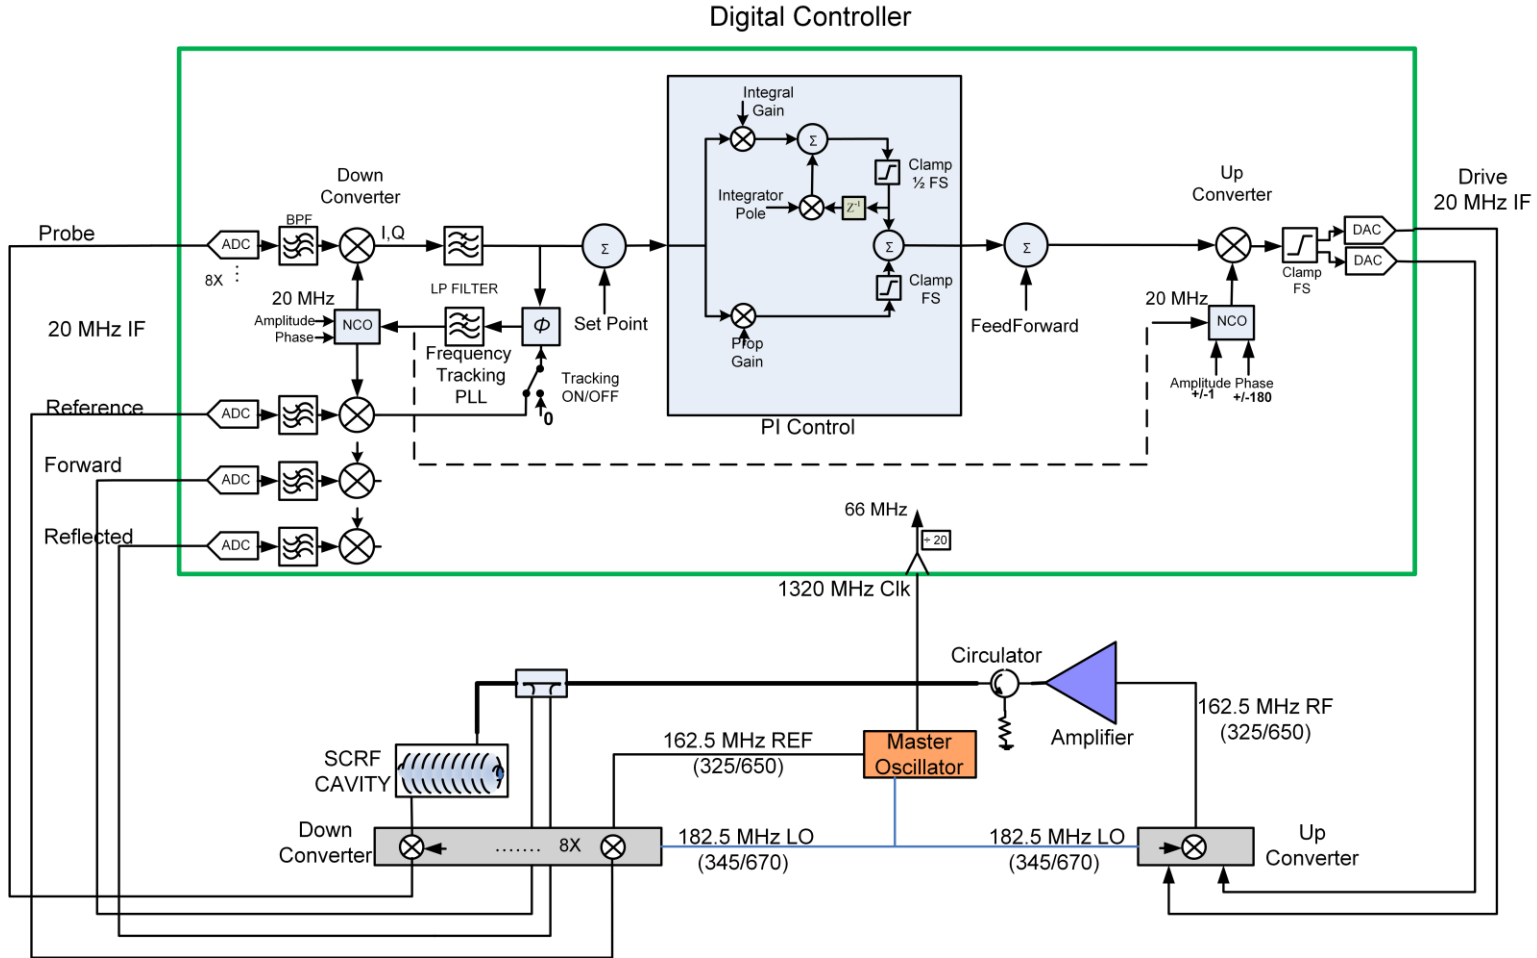 Digital Controller
Integral
Gain
Σ
Clamp
½ FS
Integrator
Pole
Z⁻¹
Σ
Clamp
FS
Prop
Gain
PI Control
Down
Converter
Probe
ADC
BPF
I,Q
8X
LP FILTER
20 MHz
Amplitude
Phase
NCO
20 MHz IF
Φ
Frequency
Tracking
PLL
Tracking
ON/OFF
0
Σ
Set Point
Σ
FeedForward
Up
Converter
20 MHz
NCO
Amplitude
+/-1
Phase
+/-180
Clamp
FS
DAC
DAC
Drive
20 MHz IF
Reference
ADC
Forward
ADC
Reflected
ADC
66 MHz
÷ 20
1320 MHz Clk
Circulator
Amplifier
162.5 MHz RF
(325/650)
SCRF
CAVITY
162.5 MHz REF
(325/650)
Master
Oscillator
Down
Converter
....... 8X
182.5 MHz LO
(345/670)
182.5 MHz LO
(345/670)
Up
Converter